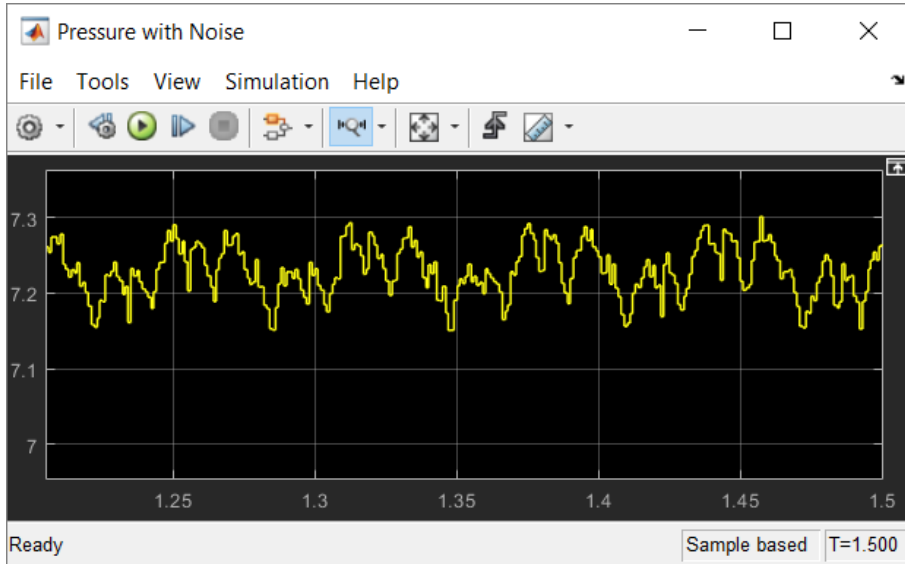 Pressure with Noise
File Tools View Simulation Help
7.3
7.2
7.1
7
1.25 1.3 1.35 1.4 1.45 1.5
Ready Sample based T=1.500